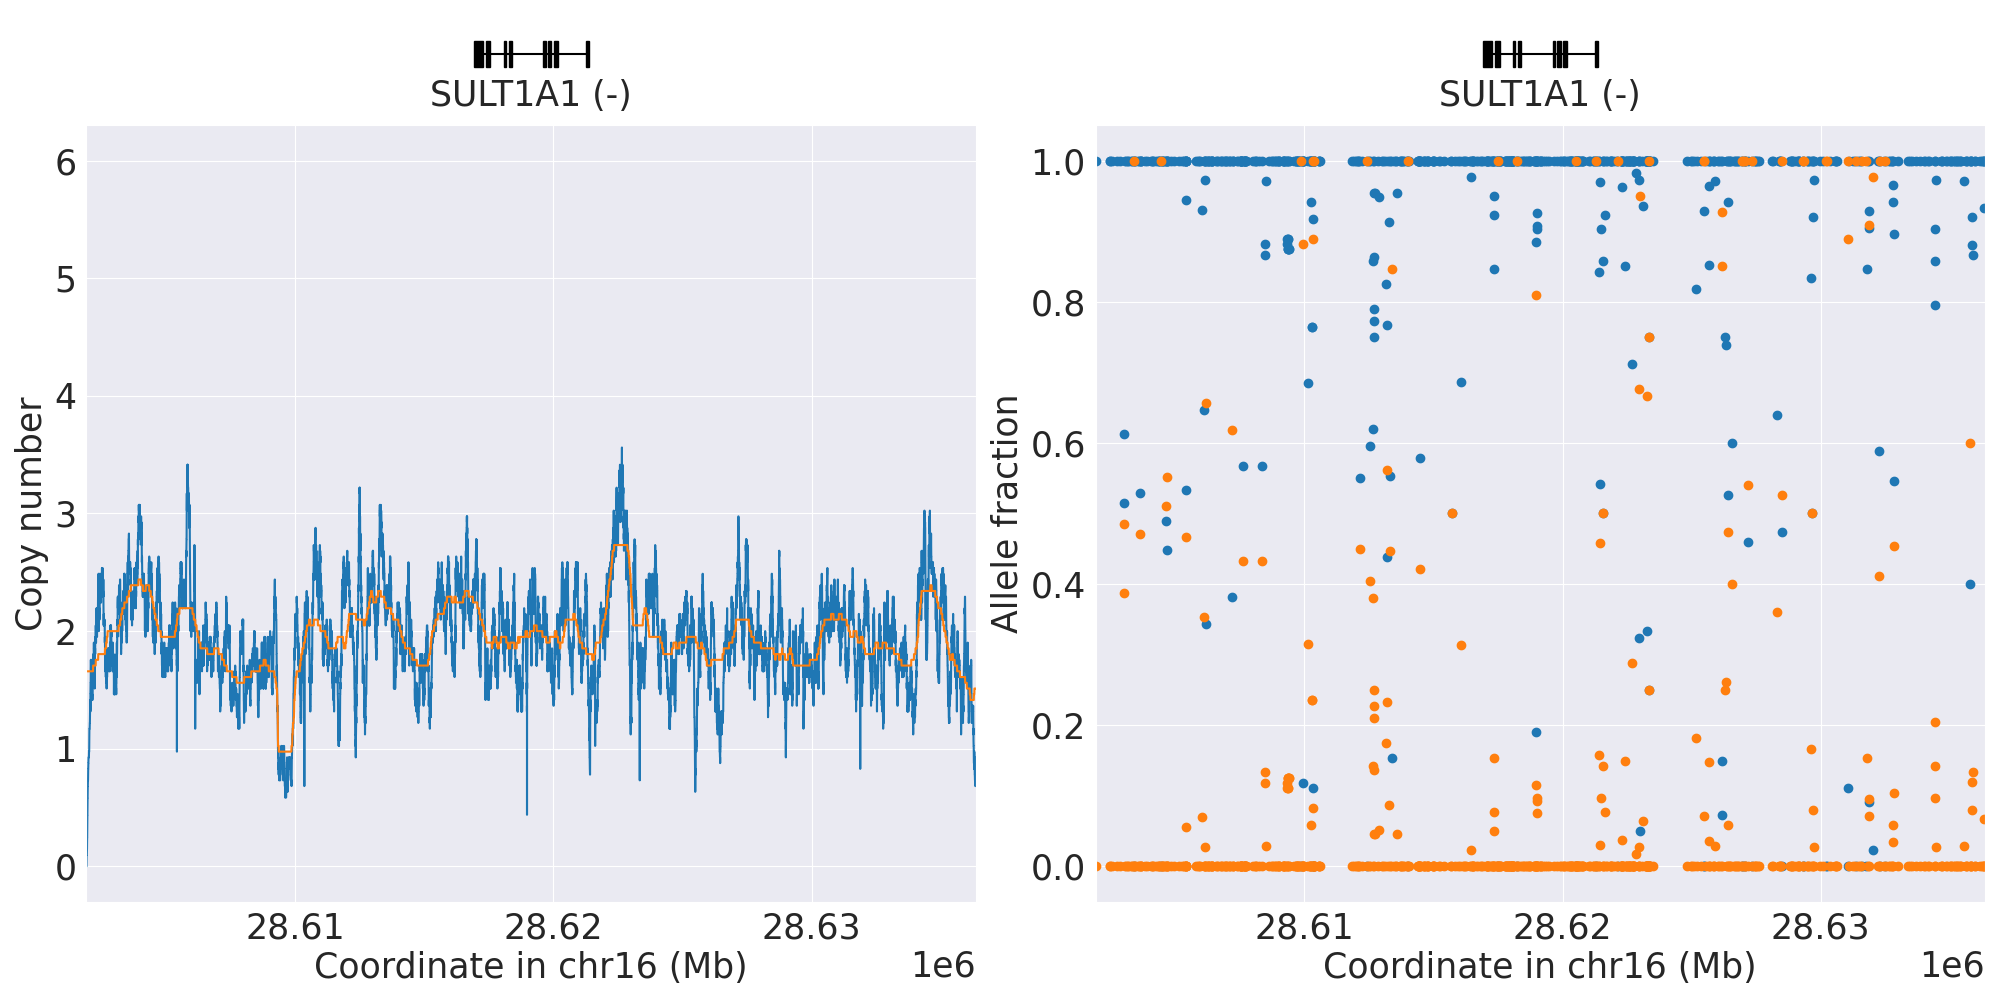 SULT1A1 (-)
6
5
4
3
2
1
0
Copy number
28.61
28.62
28.63
Coordinate in chr16 (Mb)
1e6
SULT1A1 (-)
1.0
0.8
0.6
0.4
0.2
0.0
Allele fraction
28.61
28.62
28.63
Coordinate in chr16 (Mb)
1e6